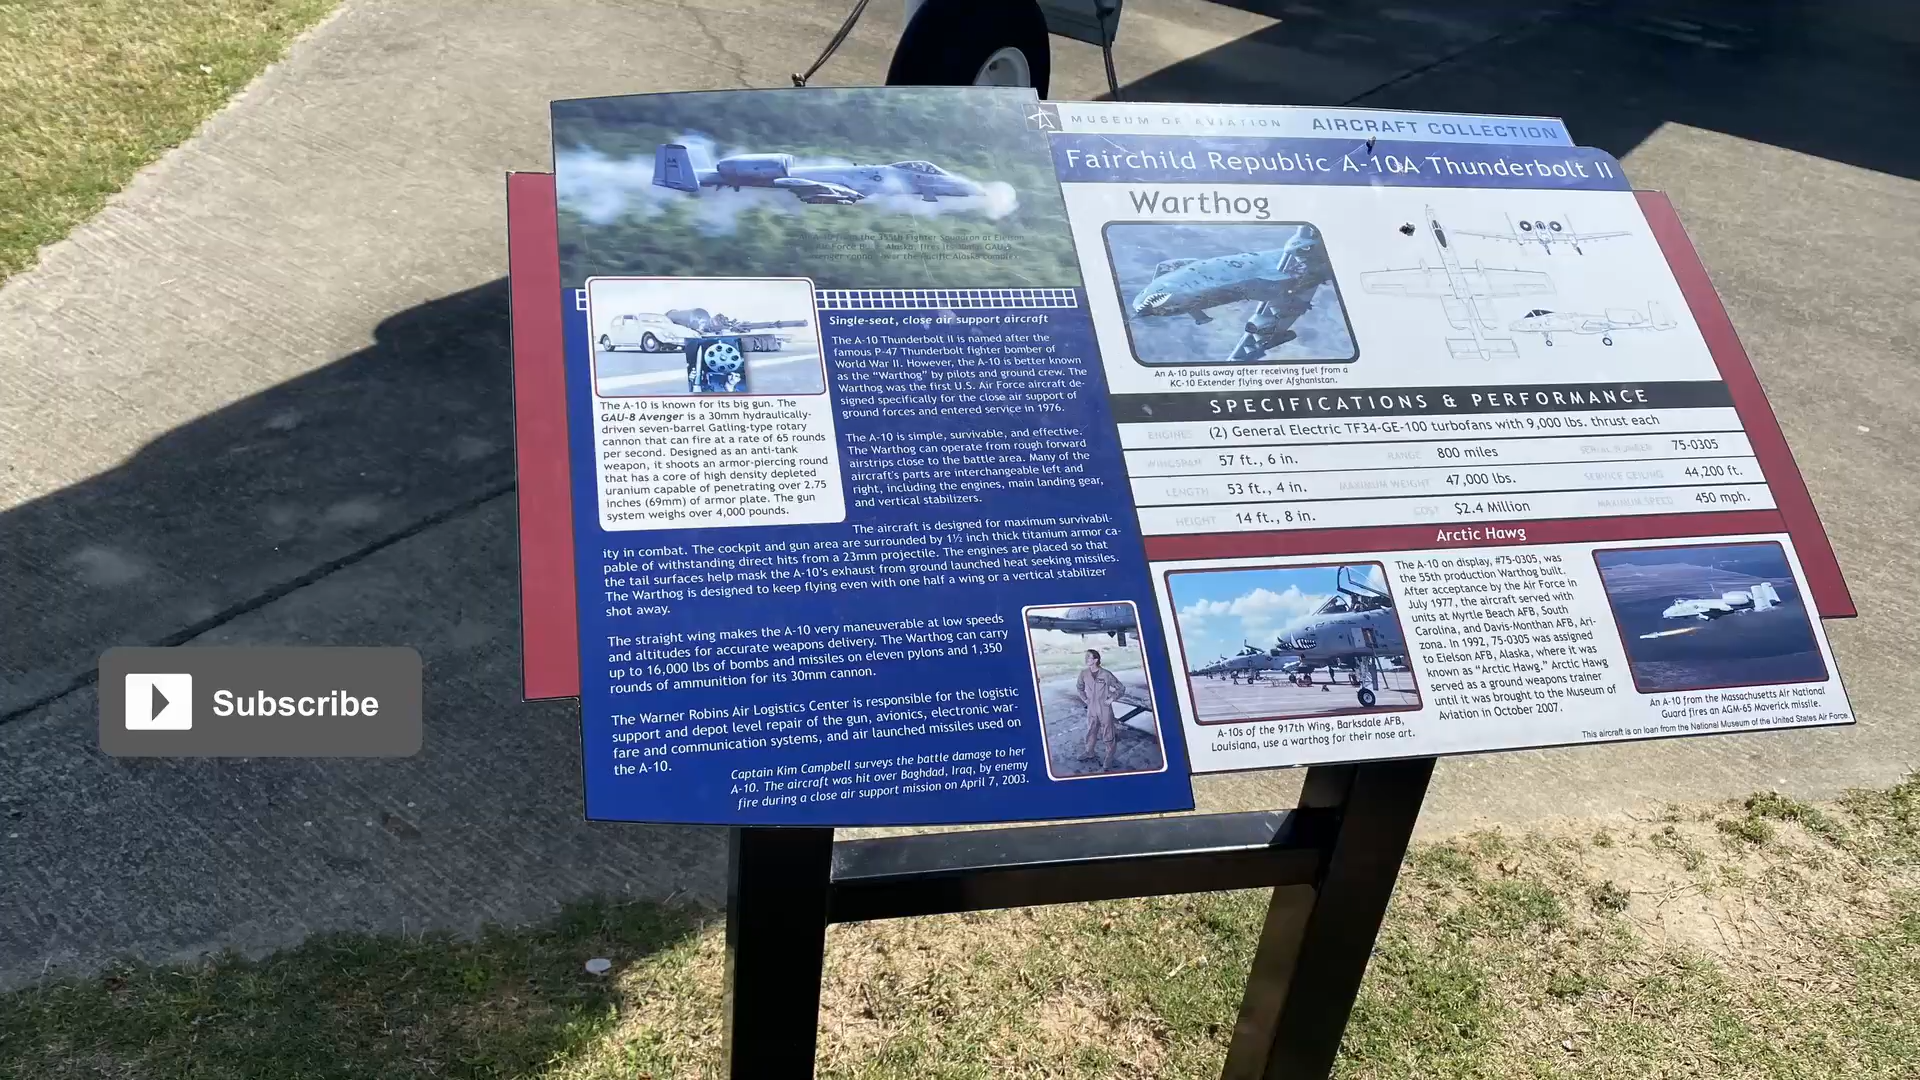 MUSEUM OF AVIATION AIRCRAFT COLLECTION
Fairchild Republic A-10A Thunderbolt II
Warthog
from the 355th Fighter Squadron at Eielson
over the Pacific Alaska
Single-seat, close air support aircraft
The A-10 Thunderbolt II is named after the
famous P-47 Thunderbolt fighter bomber of
World War II. However, the A-10 is better known
as the "Warthog" by pilots and ground crew. The
Warthog was the first U.S. Air Force aircraft de-
signed specifically for the close air support of
ground forces and entered service in 1976.
The A-10 is known for its big gun. The
GAU-8 Avenger is a 30mm hydraulically-
driven seven-barrel Gatling-type rotary
cannon that can fire at a rate of 65 rounds
per second. Designed as an anti-tank
weapon, it shoots an armor-piercing round
that has a core of high density depleted
uranium capable of penetrating over 2.75
inches (69mm) of armor plate. The gun
system weighs over 4,000 pounds.
The A-10 is simple, survivable, and effective.
The Warthog can operate from rough forward
airstrips close to the battle area. Many of the
aircraft's parts are interchangeable left and
right, including the engines, main landing gear,
and vertical stabilizers.
The aircraft is designed for maximum survivabil-
ity in combat. The cockpit and gun area are surrounded by 1½ inch thick titanium armor ca-
pable of withstanding direct hits from a 23mm projectile. The engines are placed so that
the tail surfaces help mask the A-10's exhaust from ground launched heat seeking missiles.
The Warthog is designed to keep flying even with one half a wing or a vertical stabilizer
shot away.
The straight wing makes the A-10 very maneuverable at low speeds
and altitudes for accurate weapons delivery. The Warthog can carry
up to 16,000 lbs of bombs and missiles on eleven pylons and 1,350
rounds of ammunition for its 30mm cannon.
The Warner Robins Air Logistics Center is responsible for the logistic
support and depot level repair of the gun, avionics, electronic war-
fare and communication systems, and air launched missiles used on
the A-10.
Captain Kim Campbell surveys the battle damage to her
A-10. The aircraft was hit over Baghdad, Iraq, by enemy
fire during a close air support mission on April 7, 2003.
An A-10 pulls away after receiving fuel from a
KC-10 Extender flying over Afghanistan.
SPECIFICATIONS & PERFORMANCE
ENGINES (2) General Electric TF34-GE-100 turbofans with 9,000 lbs. thrust each
WINGSPAN 57 ft., 6 in. RANGE 800 miles SERIAL NUMBER 75-0305
LENGTH 53 ft., 4 in. MAXIMUM WEIGHT 47,000 lbs. SERVICE CEILING 44,200 ft.
HEIGHT 14 ft., 8 in. COST $2.4 Million MAXIMUM SPEED 450 mph.
Arctic Hawg
The A-10 on display, #75-0305, was
the 55th production Warthog built.
After acceptance by the Air Force in
July 1977, the aircraft served with
units at Myrtle Beach AFB, South
Carolina, and Davis-Monthan AFB, Ari-
zona. In 1992, 75-0305 was assigned
to Eielson AFB, Alaska, where it was
known as "Arctic Hawg." Arctic Hawg
served as a ground weapons trainer
until it was brought to the Museum of
Aviation in October 2007.
A-10s of the 917th Wing, Barksdale AFB,
Louisiana, use a warthog for their nose art.
An A-10 from the Massachusetts Air National
Guard fires an AGM-65 Maverick missile.
This aircraft is on loan from the National Museum of the United States Air Force.
Subscribe